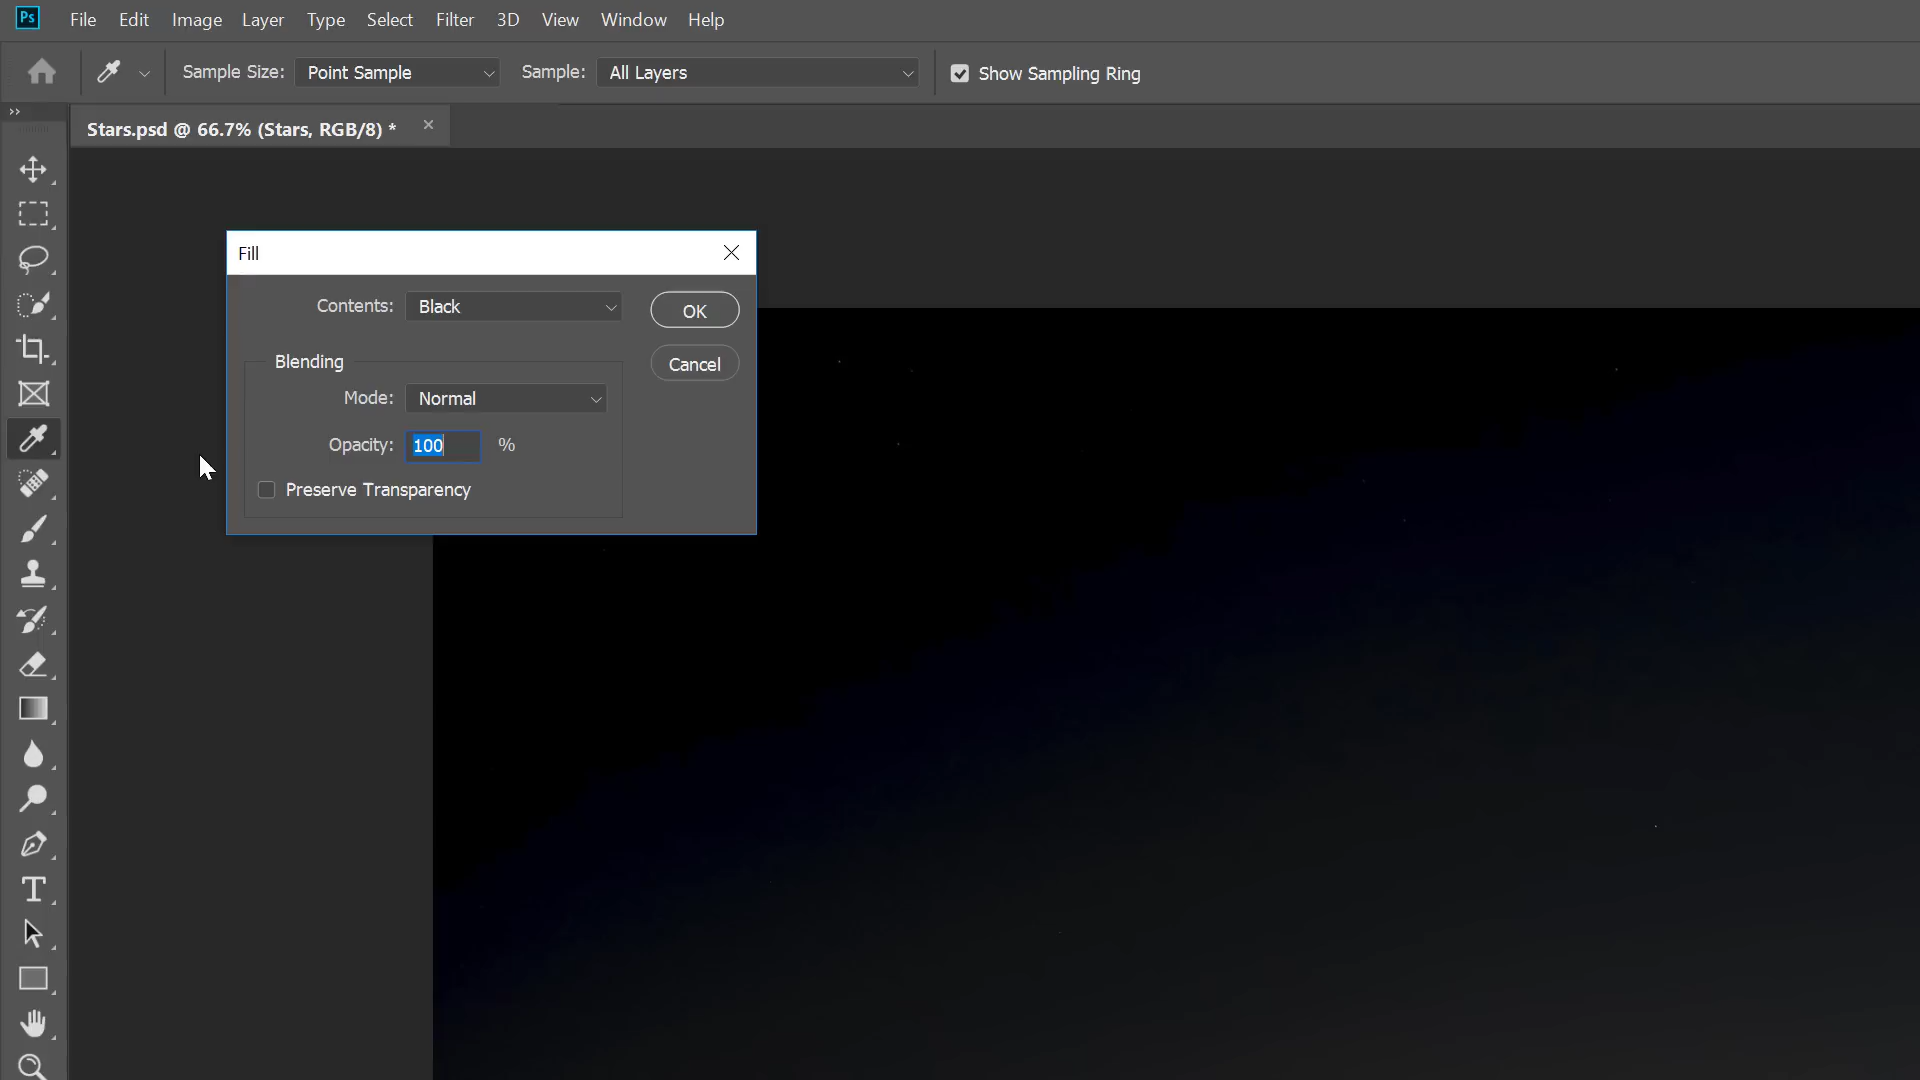 Ps File Edit Image Layer Type Select Filter 3D View Window Help
Sample Size: Point Sample Sample: All Layers Show Sampling Ring
Stars.psd @ 66.7% (Stars, RGB/8) *
Fill
Contents: Black OK
Blending Cancel
Mode: Normal
Opacity: 100 %
Preserve Transparency